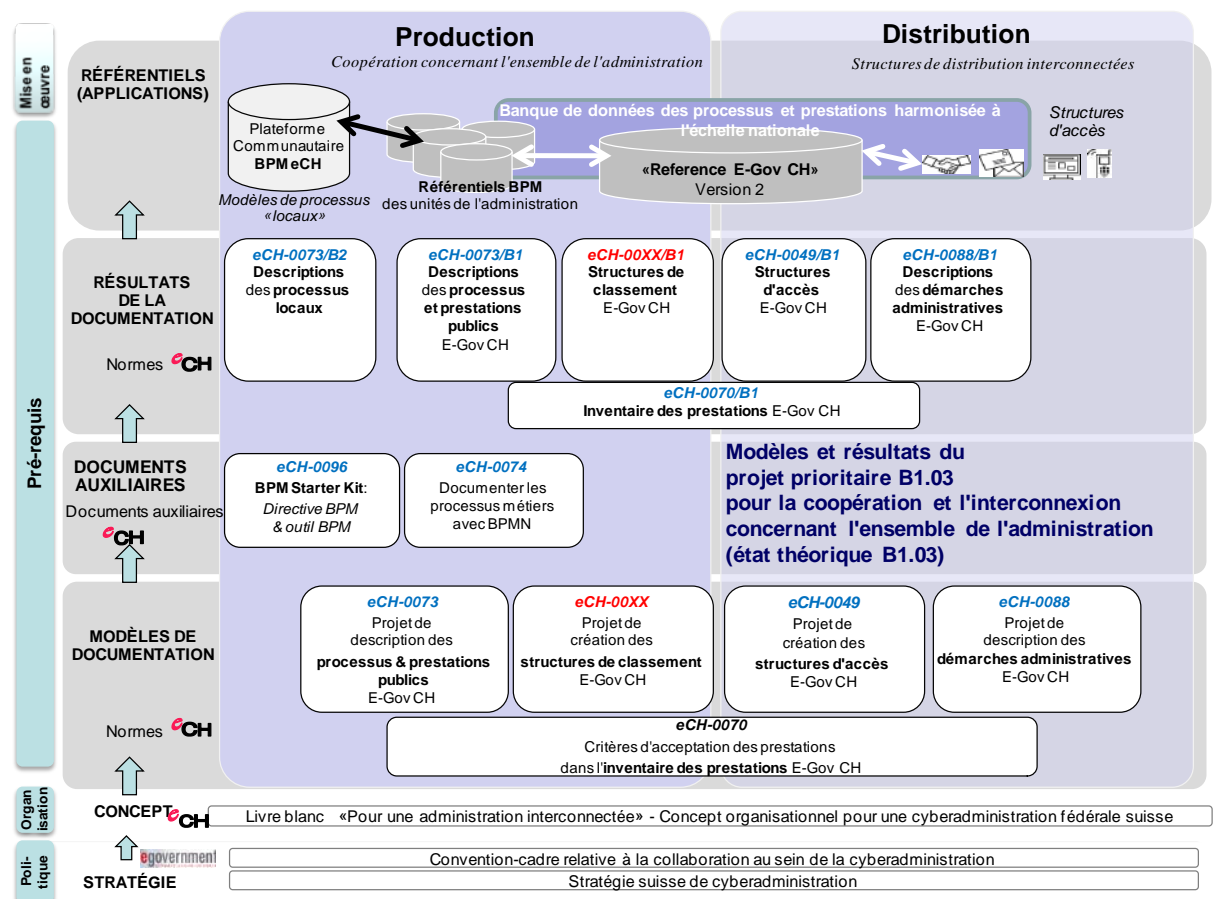 Production
Coopération concernant l'ensemble de l'administration
Distribution
Structures de distribution interconnectées
Mise en
œuvre
RÉFÉRENTIELS
(APPLICATIONS)
Plateforme
Communautaire
BPM eCH
Modèles de processus
«locaux»
Référentiels BPM
des unités de l'administration
Banque de données des processus et prestations harmonisée à
l'échelle nationale
«Reference E-Gov CH»
Version 2
Structures
d'accès
Pré-requis
RÉSULTATS
DE LA
DOCUMENTATION
Normes eCH
eCH-0073/B2
Descriptions
des processus
locaux
eCH-0073/B1
Descriptions
des processus
et prestations
publics
E-Gov CH
eCH-00XX/B1
Structures de
classement
E-Gov CH
eCH-0049/B1
Structures
d'accès
E-Gov CH
eCH-0088/B1
Descriptions
des démarches
administratives
E-Gov CH
eCH-0070/B1
Inventaire des prestations E-Gov CH
DOCUMENTS
AUXILIAIRES
Documents auxiliaires
eCH
eCH-0096
BPM Starter Kit:
Directive BPM
& outil BPM
eCH-0074
Documenter les
processus métiers
avec BPMN
Modèles et résultats du
projet prioritaire B1.03
pour la coopération et l'interconnexion
concernant l'ensemble de l'administration
(état théorique B1.03)
MODÈLES DE
DOCUMENTATION
Normes eCH
eCH-0073
Projet de
description des
processus & prestations
publics
E-Gov CH
eCH-00XX
Projet de
création des
structures de classement
E-Gov CH
eCH-0049
Projet de
création des
structures d'accès
E-Gov CH
eCH-0088
Projet de
description des
démarches administratives
E-Gov CH
eCH-0070
Critères d'acceptation des prestations
dans l'inventaire des prestations E-Gov CH
Organ
isation
CONCEPT eCH
Livre blanc «Pour une administration interconnectée» - Concept organisationnel pour une cyberadministration fédérale suisse
Poli-
tique
egovernment
STRATÉGIE
Convention-cadre relative à la collaboration au sein de la cyberadministration
Stratégie suisse de cyberadministration